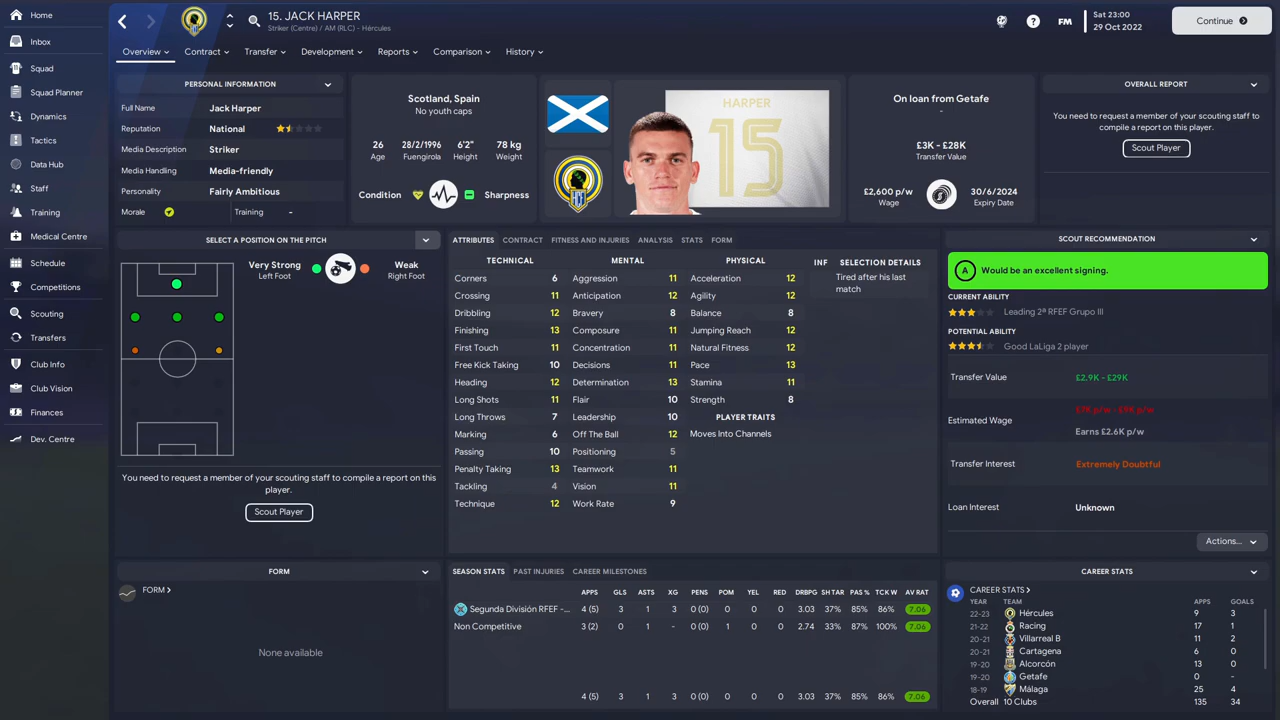 Home
Inbox
Squad
Squad Planner
Dynamics
Tactics
Data Hub
Staff
Training
Medical Centre
Schedule
Competitions
Scouting
Transfers
Club Info
Club Vision
Finances
Dev. Centre
15. JACK HARPER
Striker (Centre) / AM (RLC) - Hércules
FM
Sat 23:00
29 Oct 2022
Continue
Overview
Contract
Transfer
Development
Reports
Comparison
History
PERSONAL INFORMATION
Full Name Jack Harper
Reputation National
Media Description Striker
Media Handling Media-friendly
Personality Fairly Ambitious
Morale Training -
Scotland, Spain
No youth caps
26 28/2/1996 6'2" 78 kg
Age Fuengirola Height Weight
Condition Sharpness
HARPER
15
On loan from Getafe
-
£3K - £28K
Transfer Value
£2,600 p/w 30/6/2024
Wage Expiry Date
OVERALL REPORT
You need to request a member of your scouting staff to
compile a report on this player.
Scout Player
SELECT A POSITION ON THE PITCH
Very Strong Weak
Left Foot Right Foot
You need to request a member of your scouting staff to compile a report on this
player.
Scout Player
ATTRIBUTES CONTRACT FITNESS AND INJURIES ANALYSIS STATS FORM
TECHNICAL MENTAL PHYSICAL INF SELECTION DETAILS
Corners 6 Aggression 11 Acceleration 12 Tired after his last
match
Crossing 11 Anticipation 12 Agility 12
Dribbling 12 Bravery 8 Balance 8
Finishing 13 Composure 11 Jumping Reach 12
First Touch 11 Concentration 11 Natural Fitness 12
Free Kick Taking 10 Decisions 11 Pace 13
Heading 12 Determination 13 Stamina 11
Long Shots 11 Flair 10 Strength 8
Long Throws 7 Leadership 10 PLAYER TRAITS
Marking 6 Off The Ball 12 Moves Into Channels
Passing 10 Positioning 5
Penalty Taking 13 Teamwork 11
Tackling 4 Vision 11
Technique 12 Work Rate 9
SCOUT RECOMMENDATION
A Would be an excellent signing.
CURRENT ABILITY
Leading 2ª RFEF Grupo III
POTENTIAL ABILITY
Good LaLiga 2 player
Transfer Value £2.9K - £29K
Estimated Wage £7K p/w - £9K p/w
Earns £2.6K p/w
Transfer Interest Extremely Doubtful
Loan Interest Unknown
Actions...
FORM
FORM
None available
SEASON STATS PAST INJURIES CAREER MILESTONES
APPS GLS ASTS XG PENS POM YEL RED DRBPG SH TAR PAS % TCK W AV RAT
Segunda División RFEF -... 4 (5) 3 1 3 0 (0) 0 0 0 3.03 37% 85% 86% 7.06
Non Competitive 3 (2) 0 1 - 0 (0) 1 0 0 2.74 33% 87% 100% 7.06
4 (5) 3 1 3 0 (0) 0 0 0 3.03 37% 85% 86% 7.06
CAREER STATS
CAREER STATS
YEAR TEAM APPS GOALS
22-23 Hércules 9 3
21-22 Racing 17 1
20-21 Villarreal B 11 2
20-21 Cartagena 6 0
19-20 Alcorcón 13 0
19-20 Getafe 0 -
18-19 Málaga 25 4
Overall 10 Clubs 135 34